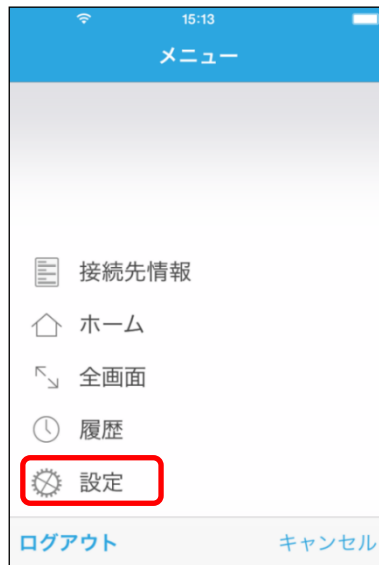 15:13
メニュー
接続先情報
ホーム
全画面
履歴
設定
ログアウト キャンセル